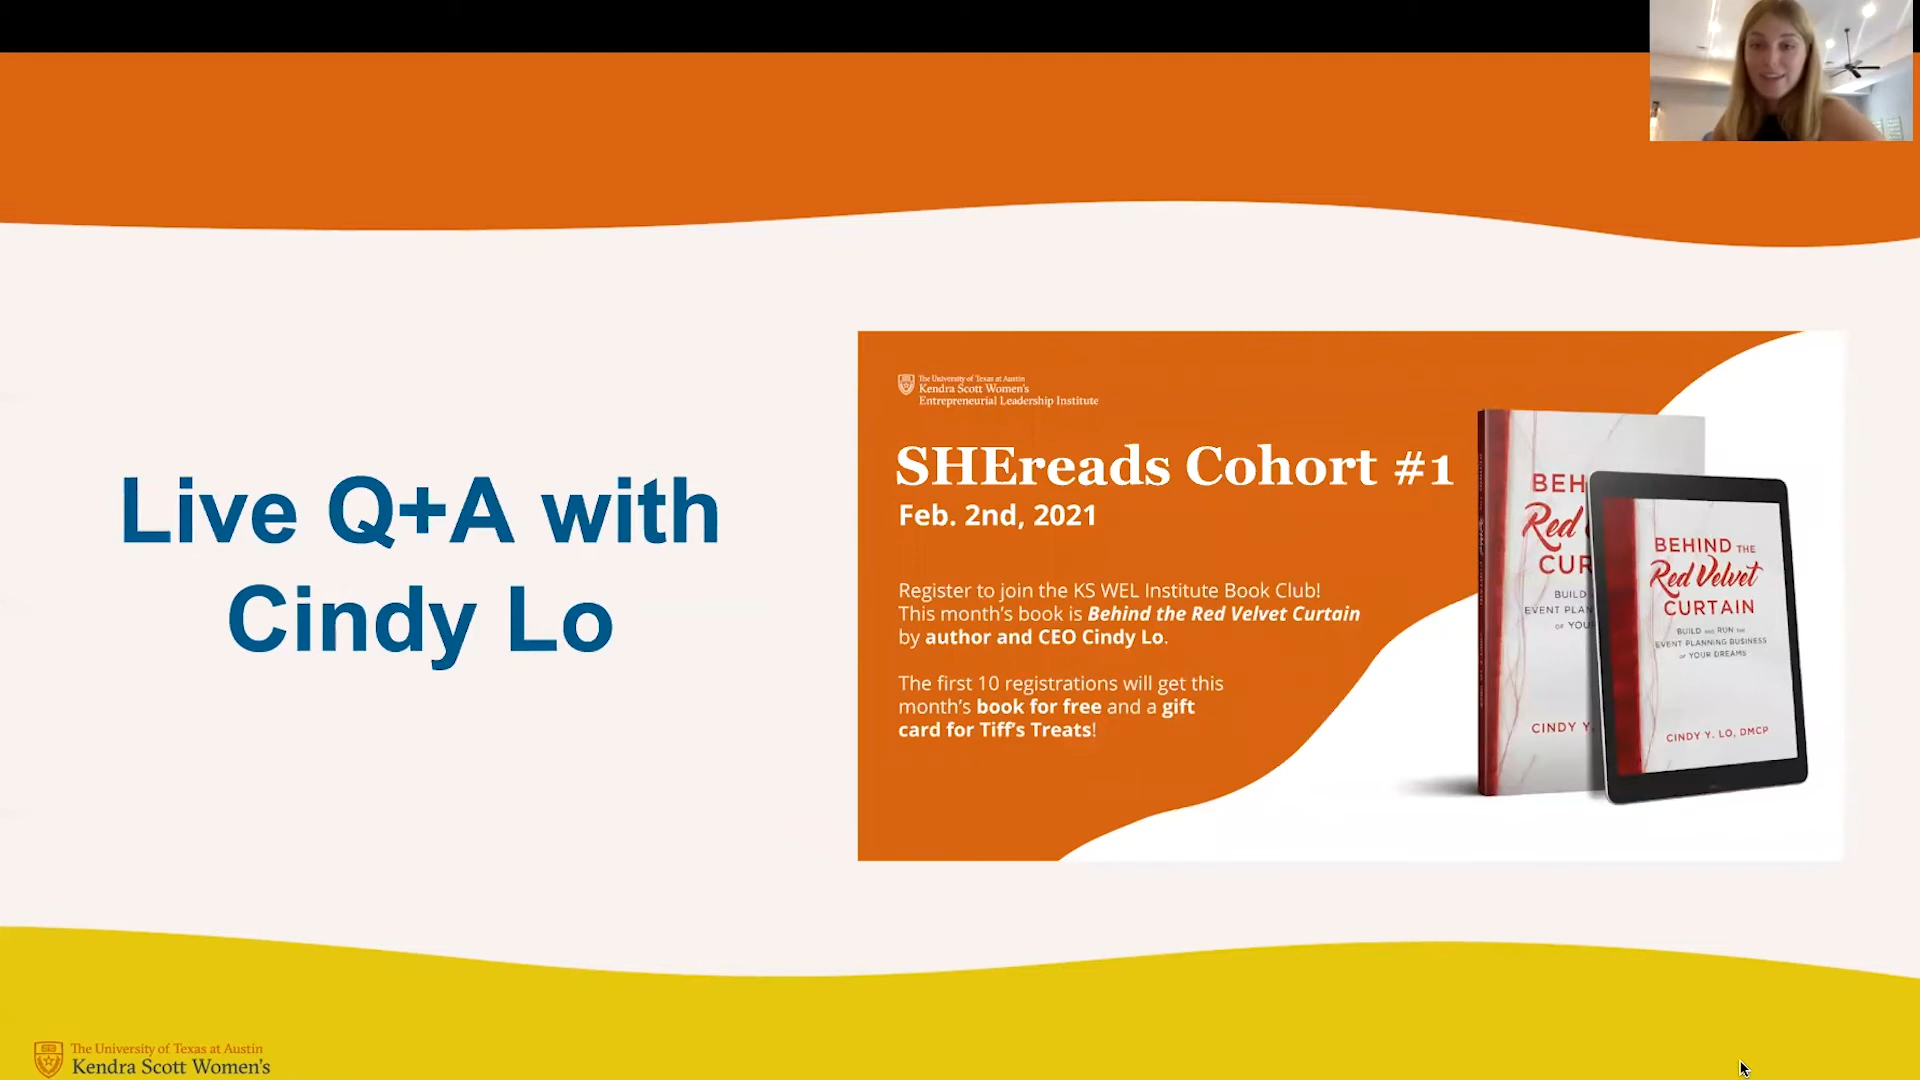 Live Q+A with
Cindy Lo
The University of Texas at Austin
Kendra Scott Women's
Entrepreneurial Leadership Institute
SHEreads Cohort #1
Feb. 2nd, 2021
Register to join the KS WEL Institute Book Club!
This month's book is Behind the Red Velvet Curtain
by author and CEO Cindy Lo.
The first 10 registrations will get this
month's book for free and a gift
card for Tiff's Treats!
BEH
Red
CUR
BUILD
EVENT PLAN
OF YOU
CINDY Y.
BEHIND THE
Red Velvet
CURTAIN
BUILD AND RUN THE
EVENT PLANNING BUSINESS
OF YOUR DREAMS
CINDY Y. LO, DMCP
The University of Texas at Austin
Kendra Scott Women's